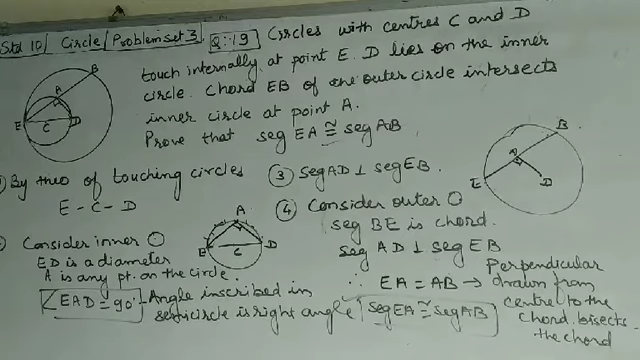 Std 10 / Circle / Problem set 3 Q:19 Circles with centres C and D
touch internally at point E. D lies on the inner
circle. Chord EB of the outer circle intersects
inner circle at point A.
Prove that seg EA ≅ seg AB
B
A
E
C
D
By theo of touching circles
E - C - D
Consider inner ○
ED is a diameter
A is any pt. on the circle.
∠EAD = 90° - Angle inscribed in
semicircle is right angle
A
E
C
D
③ seg AD ⊥ seg EB.
④ Consider outer ○
seg BE is chord.
seg AD ⊥ seg EB
∴ EA = AB → Perpendicular
drawn from
centre to the
chord bisects
the chord
seg EA ≅ seg AB
B
A
E
D